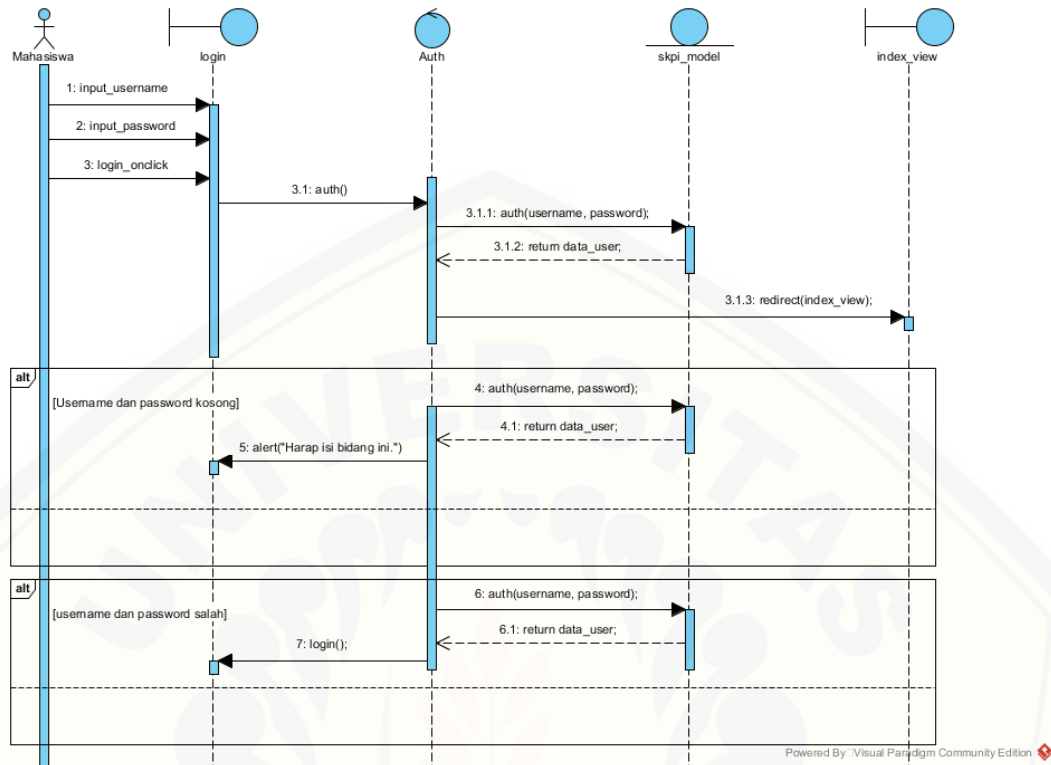 Mahasiswa
login
Auth
skpi_model
index_view
1: input_username
2: input_password
3: login_onclick
3.1: auth()
3.1.1: auth(username, password);
3.1.2: return data_user;
3.1.3: redirect(index_view);
alt
[Username dan password kosong]
4: auth(username, password);
4.1: return data_user;
5: alert("Harap isi bidang ini.")
alt
[username dan password salah]
6: auth(username, password);
6.1: return data_user;
7: login();
UNIVERSITAS
Powered By Visual Paradigm Community Edition